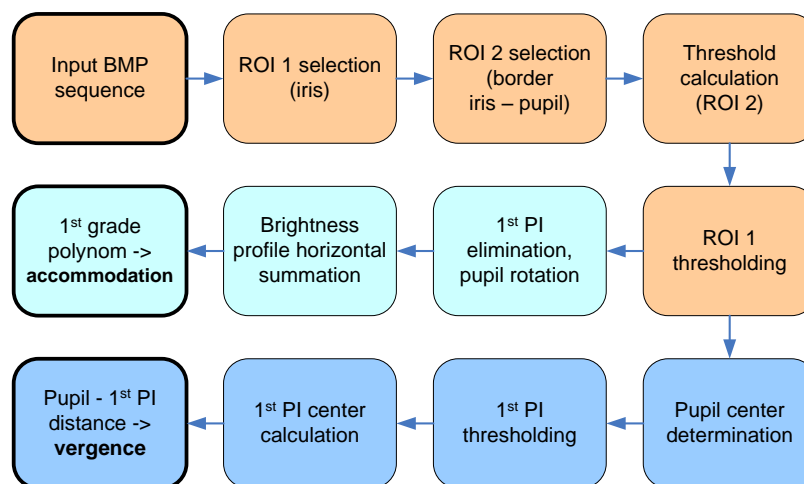 Input BMP
sequence
ROI 1 selection
(iris)
ROI 2 selection
(border
iris – pupil)
Threshold
calculation
(ROI 2)
1st grade
polynom ->
accommodation
Brightness
profile horizontal
summation
1st PI
elimination,
pupil rotation
ROI 1
thresholding
Pupil - 1st PI
distance ->
vergence
1st PI center
calculation
1st PI
thresholding
Pupil center
determination